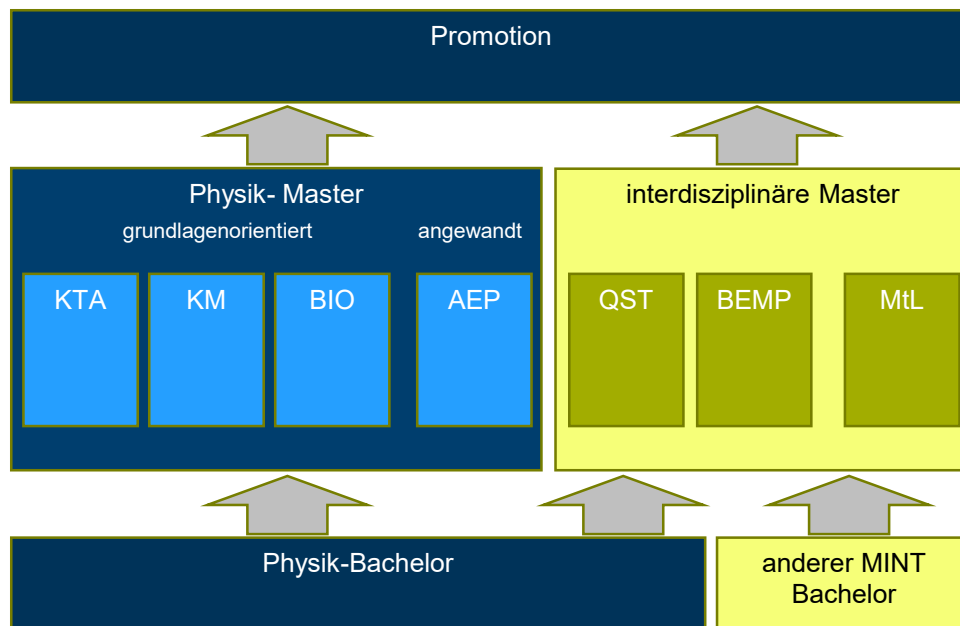 Promotion
Physik- Master
grundlagenorientiert
angewandt
KTA
KM
BIO
AEP
interdisziplinäre Master
QST
BEMP
MtL
Physik-Bachelor
anderer MINT
Bachelor